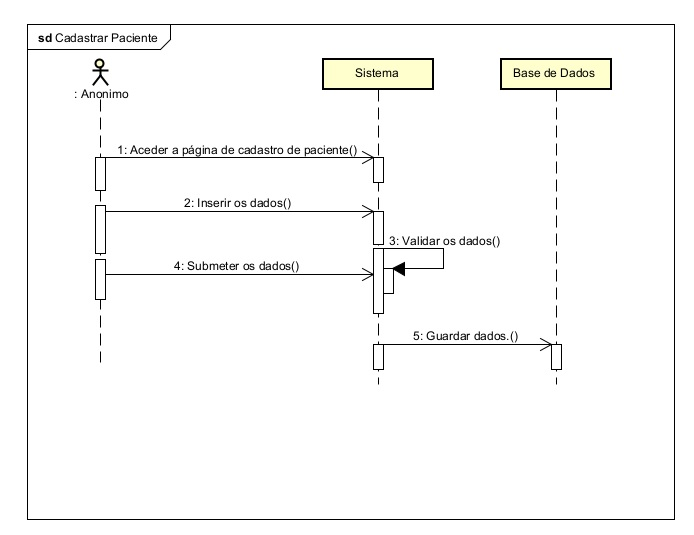 sd Cadastrar Paciente
: Anonimo
Sistema
Base de Dados
1: Aceder a página de cadastro de paciente()
2: Inserir os dados()
3: Validar os dados()
4: Submeter os dados()
5: Guardar dados.()